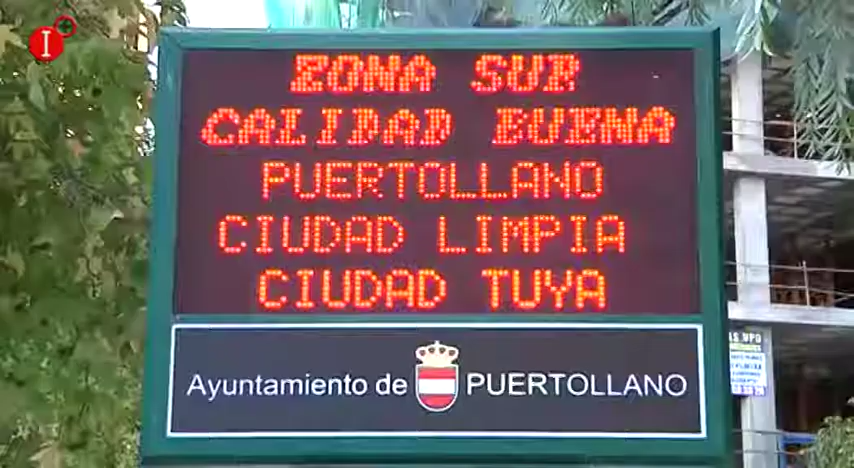 I+
ZONA SUR
CALIDAD BUENA
PUERTOLLANO
CIUDAD LIMPIA
CIUDAD TUYA
Ayuntamiento de PUERTOLLANO